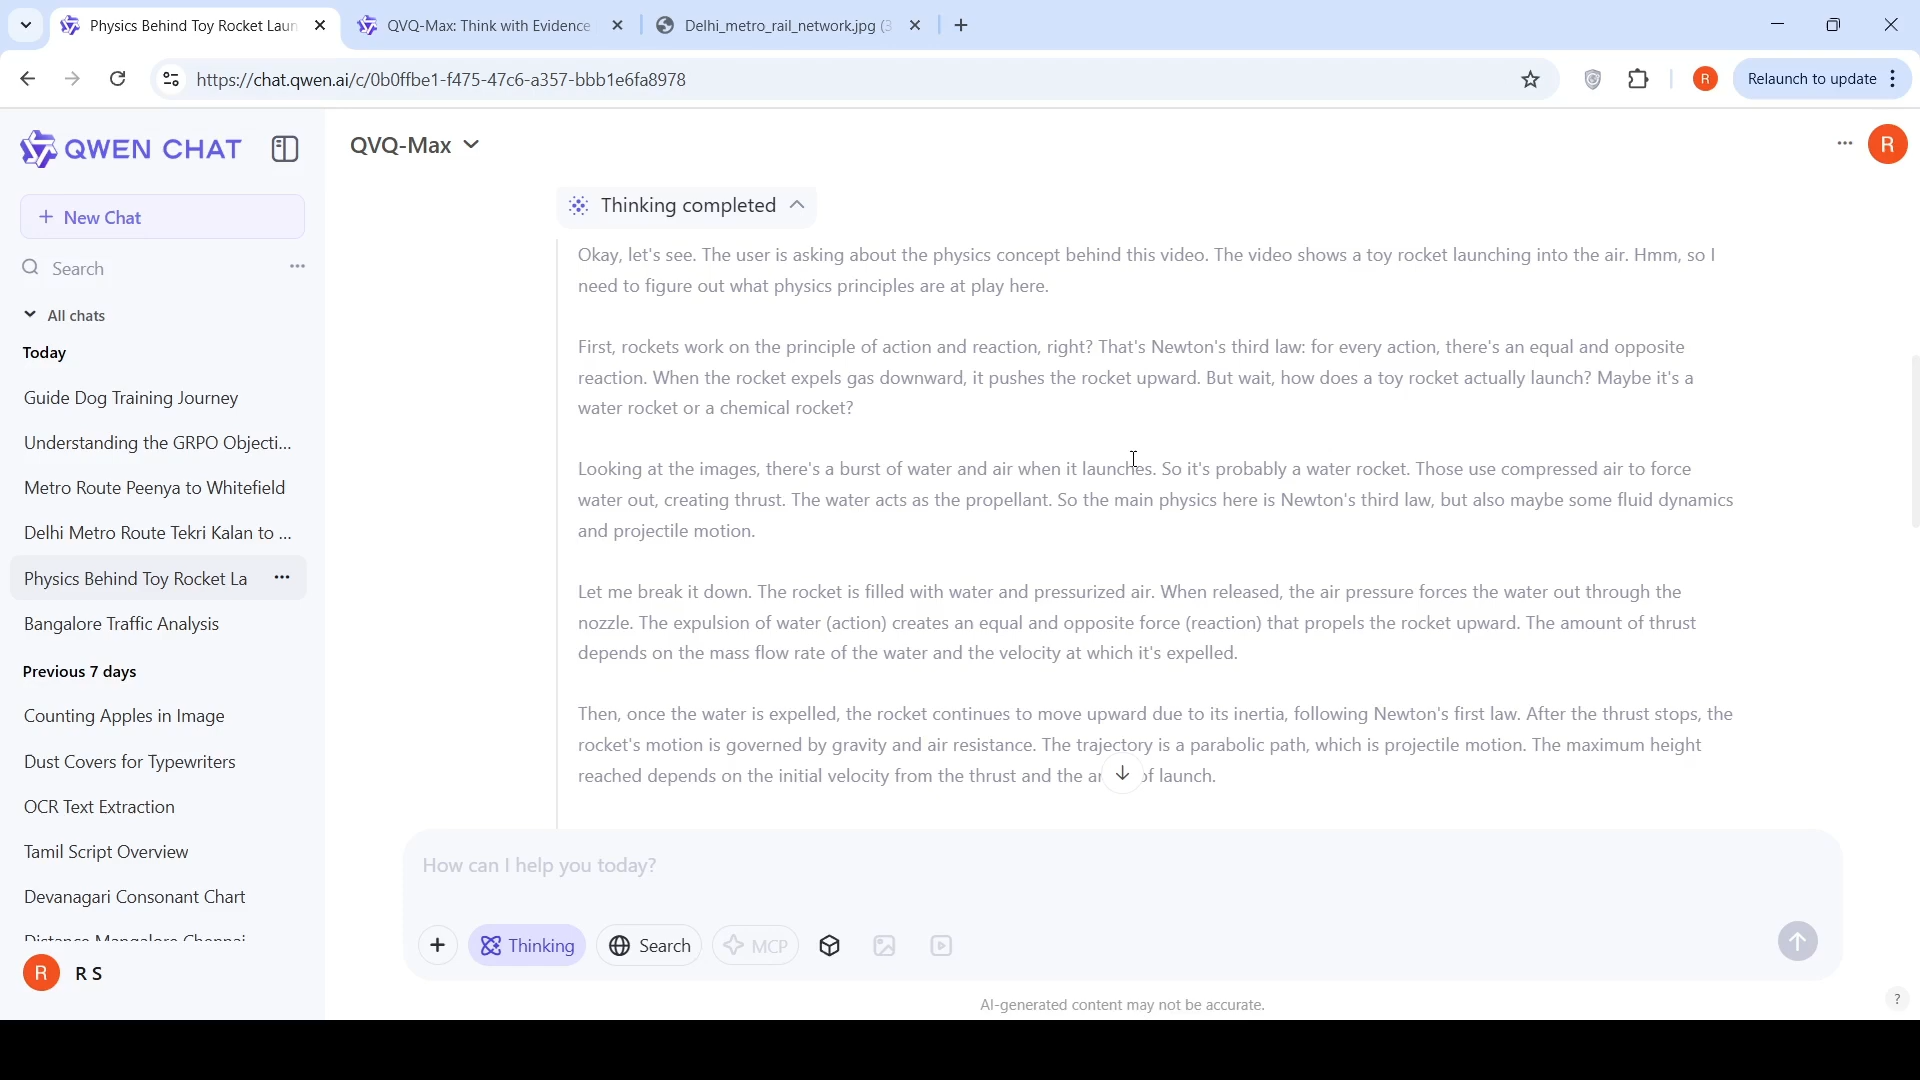 Physics Behind Toy Rocket Laun
QVQ-Max: Think with Evidence
Delhi_metro_rail_network.jpg (3
https://chat.qwen.ai/c/0b0ffbe1-f475-47c6-a357-bbb1e6fa8978
R
Relaunch to update
QWEN CHAT
QVQ-Max
R
+ New Chat
Search
All chats
Today
Guide Dog Training Journey
Understanding the GRPO Objecti...
Metro Route Peenya to Whitefield
Delhi Metro Route Tekri Kalan to ...
Physics Behind Toy Rocket La
Bangalore Traffic Analysis
Previous 7 days
Counting Apples in Image
Dust Covers for Typewriters
OCR Text Extraction
Tamil Script Overview
Devanagari Consonant Chart
Distance Mangalore Chennai
R
R S
Thinking completed
Okay, let's see. The user is asking about the physics concept behind this video. The video shows a toy rocket launching into the air. Hmm, so I
need to figure out what physics principles are at play here.
First, rockets work on the principle of action and reaction, right? That's Newton's third law: for every action, there's an equal and opposite
reaction. When the rocket expels gas downward, it pushes the rocket upward. But wait, how does a toy rocket actually launch? Maybe it's a
water rocket or a chemical rocket?
Looking at the images, there's a burst of water and air when it launches. So it's probably a water rocket. Those use compressed air to force
water out, creating thrust. The water acts as the propellant. So the main physics here is Newton's third law, but also maybe some fluid dynamics
and projectile motion.
Let me break it down. The rocket is filled with water and pressurized air. When released, the air pressure forces the water out through the
nozzle. The expulsion of water (action) creates an equal and opposite force (reaction) that propels the rocket upward. The amount of thrust
depends on the mass flow rate of the water and the velocity at which it's expelled.
Then, once the water is expelled, the rocket continues to move upward due to its inertia, following Newton's first law. After the thrust stops, the
rocket's motion is governed by gravity and air resistance. The trajectory is a parabolic path, which is projectile motion. The maximum height
reached depends on the initial velocity from the thrust and the of launch.
How can I help you today?
Thinking
Search
MCP
AI-generated content may not be accurate.
?